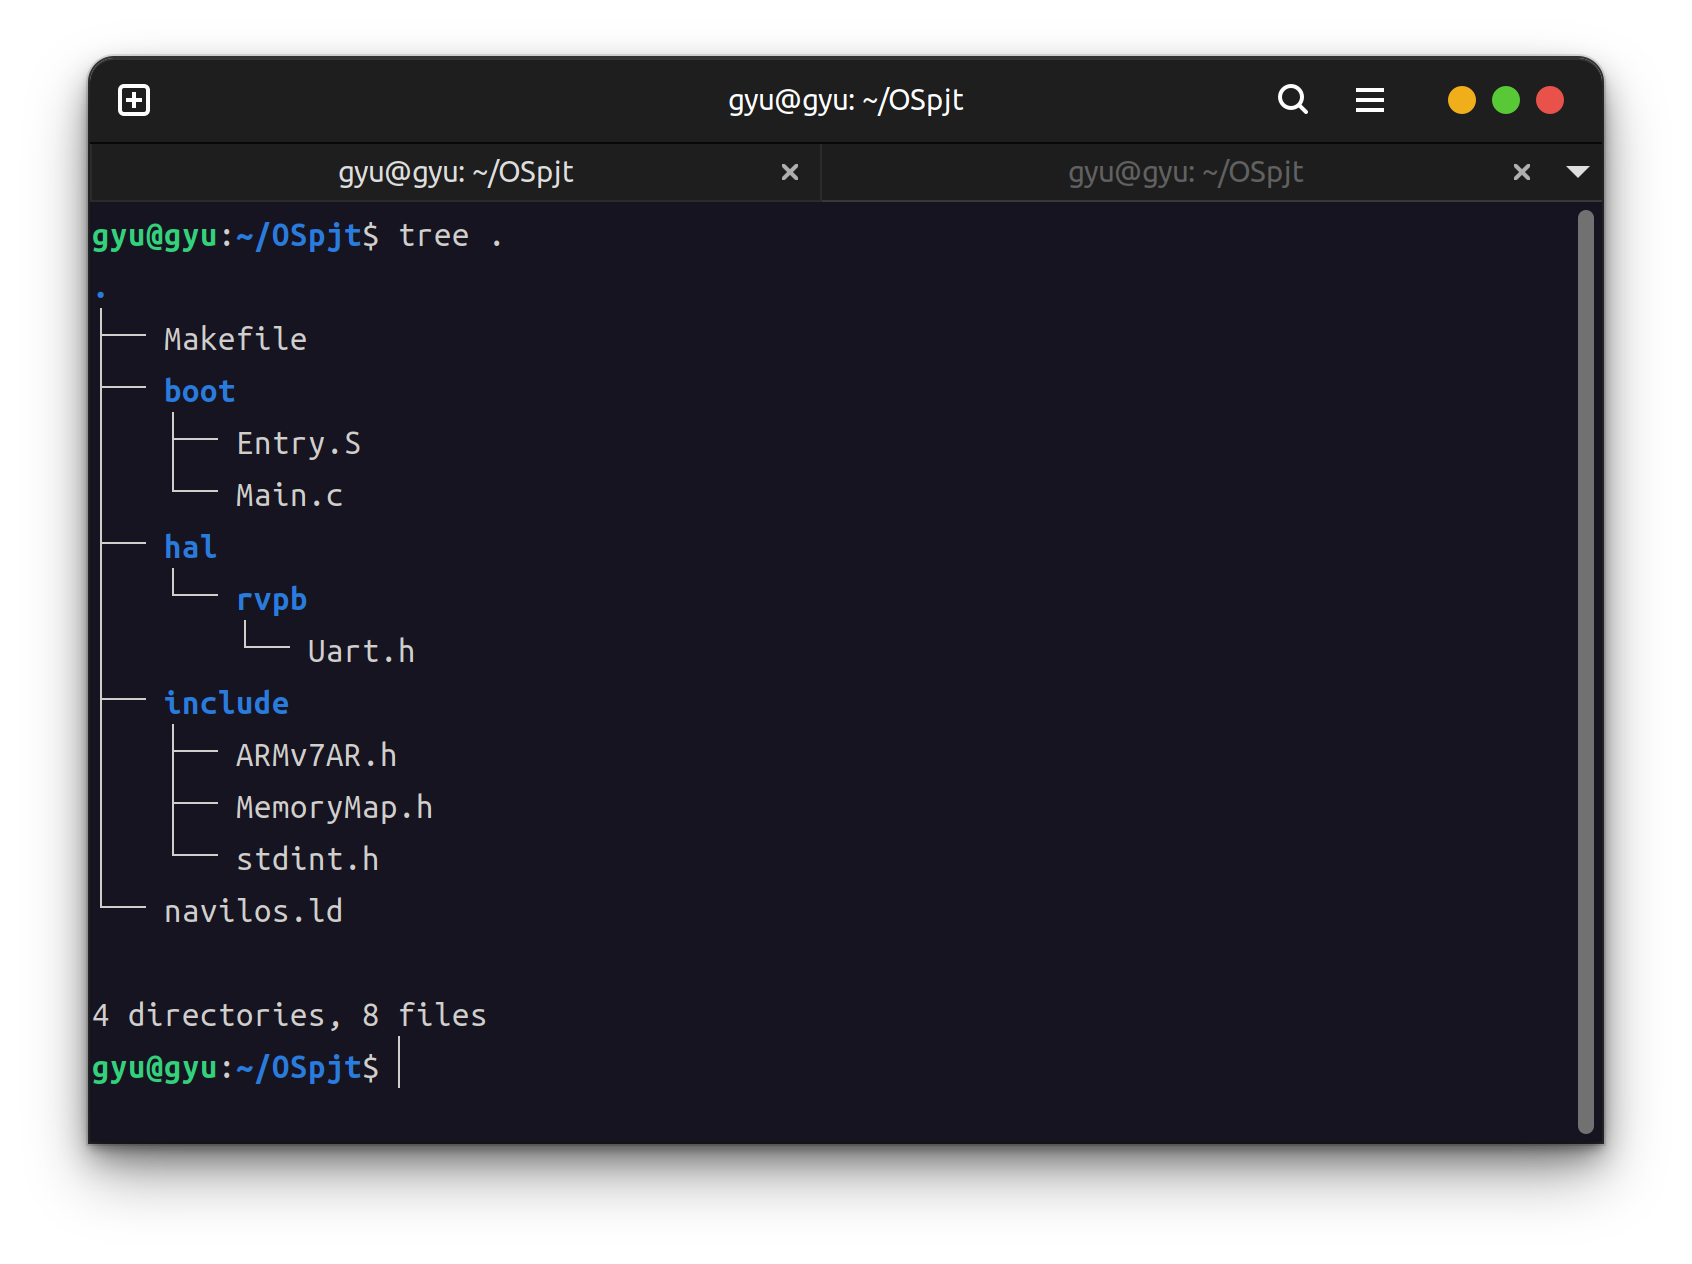 gyu@gyu: ~/OSpjt
gyu@gyu: ~/OSpjt
gyu@gyu: ~/OSpjt
gyu@gyu:~/OSpjt$ tree .
.
├── Makefile
├── boot
│   ├── Entry.S
│   └── Main.c
├── hal
│   └── rvpb
│       └── Uart.h
├── include
│   ├── ARMv7AR.h
│   ├── MemoryMap.h
│   └── stdint.h
└── navilos.ld
4 directories, 8 files
gyu@gyu:~/OSpjt$